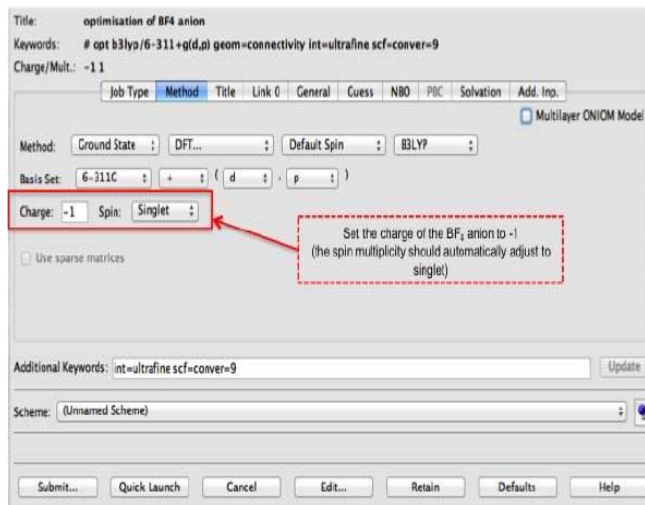 Title: optimisation of BF4 anion
Keywords: # opt b3lyp/6-311+g(d,p) geom=connectivity int=ultrafine scf=conver=9
Charge/Mult.: -1 1
Job Type Method Title Link 0 General Guess NBO PBC Solvation Add. Inp.
Multilayer ONIOM Model
Method: Ground State DFT... Default Spin B3LYP
Basis Set: 6-311G + ( d , p )
Charge: -1 Spin: Singlet
Set the charge of the BF₄ anion to -1
(the spin multiplicity should automatically adjust to
singlet)
Use sparse matrices
Additional Keywords: int=ultrafine scf=conver=9 Update
Scheme: (Unnamed Scheme)
Submit... Quick Launch Cancel Edit... Retain Defaults Help